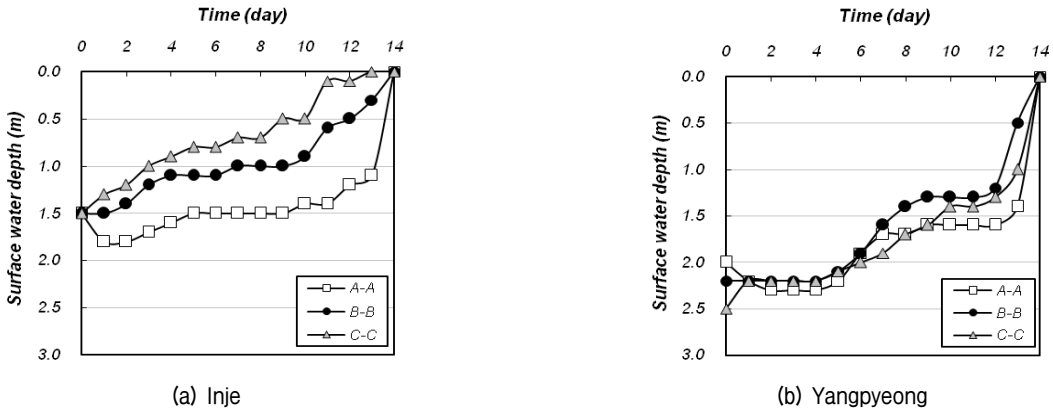 Time (day)
0 2 4 6 8 10 12 14
Surface water depth (m)
0.0
0.5
1.0
1.5
2.0
2.5
3.0
A-A
B-B
C-C
(a) Inje
Time (day)
0 2 4 6 8 10 12 14
Surface water depth (m)
0.0
0.5
1.0
1.5
2.0
2.5
3.0
A-A
B-B
C-C
(b) Yangpyeong